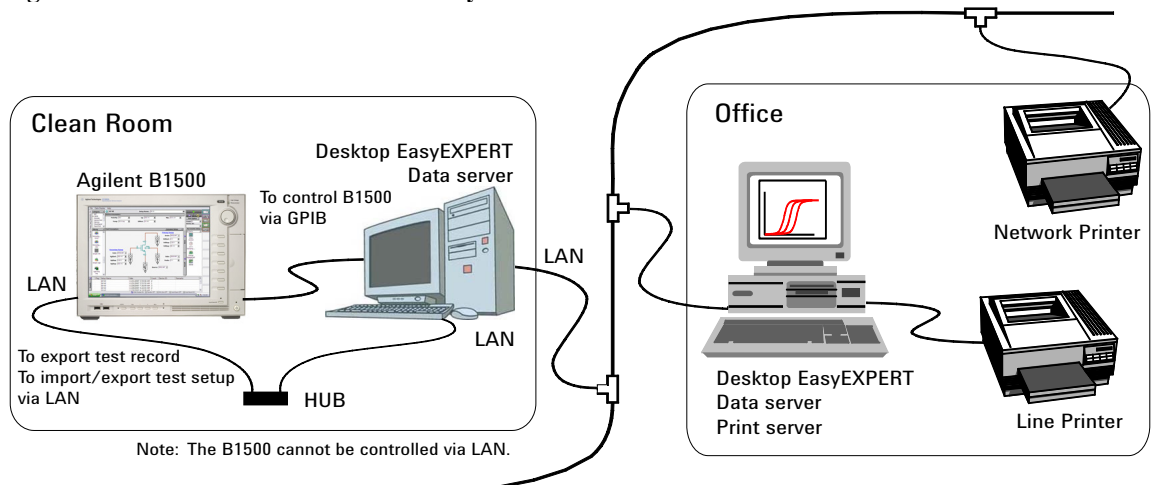 Clean Room
Agilent B1500
To control B1500
via GPIB
Desktop EasyEXPERT
Data server
LAN
LAN
LAN
To export test record
To import/export test setup
via LAN
HUB
Note: The B1500 cannot be controlled via LAN.
Office
Network Printer
Desktop EasyEXPERT
Data server
Print server
Line Printer